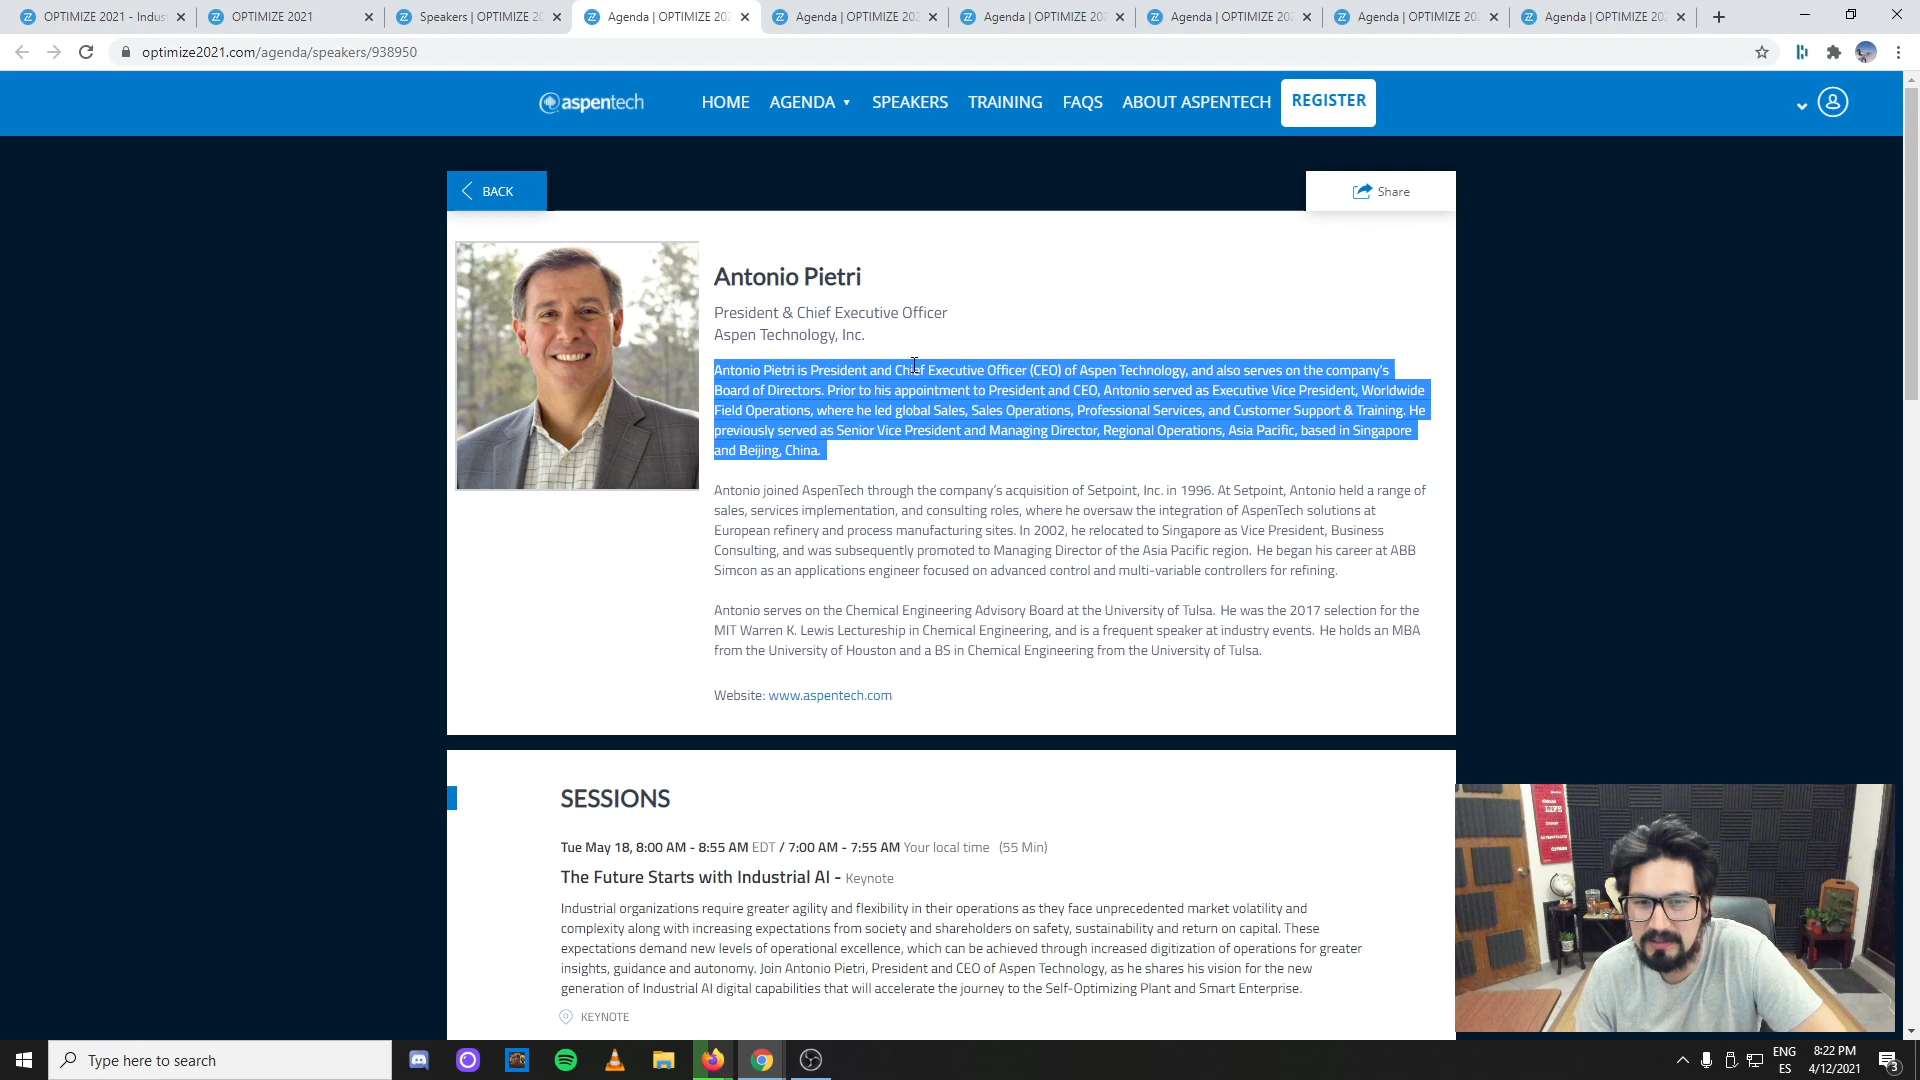 OPTIMIZE 2021 - Indus
OPTIMIZE 2021
Speakers | OPTIMIZE 20
Agenda | OPTIMIZE 202
Agenda | OPTIMIZE 202
Agenda | OPTIMIZE 202
Agenda | OPTIMIZE 202
Agenda | OPTIMIZE 202
Agenda | OPTIMIZE 202
optimize2021.com/agenda/speakers/938950
aspentech
HOME
AGENDA
SPEAKERS
TRAINING
FAQS
ABOUT ASPENTECH
REGISTER
BACK
Share
Antonio Pietri
President & Chief Executive Officer
Aspen Technology, Inc.
Antonio Pietri is President and Chief Executive Officer (CEO) of Aspen Technology, and also serves on the company's
Board of Directors. Prior to his appointment to President and CEO, Antonio served as Executive Vice President, Worldwide
Field Operations, where he led global Sales, Sales Operations, Professional Services, and Customer Support & Training. He
previously served as Senior Vice President and Managing Director, Regional Operations, Asia Pacific, based in Singapore
and Beijing, China.
Antonio joined AspenTech through the company's acquisition of Setpoint, Inc. in 1996. At Setpoint, Antonio held a range of
sales, services implementation, and consulting roles, where he oversaw the integration of AspenTech solutions at
European refinery and process manufacturing sites. In 2002, he relocated to Singapore as Vice President, Business
Consulting, and was subsequently promoted to Managing Director of the Asia Pacific region. He began his career at ABB
Simcon as an applications engineer focused on advanced control and multi-variable controllers for refining.
Antonio serves on the Chemical Engineering Advisory Board at the University of Tulsa. He was the 2017 selection for the
MIT Warren K. Lewis Lectureship in Chemical Engineering, and is a frequent speaker at industry events. He holds an MBA
from the University of Houston and a BS in Chemical Engineering from the University of Tulsa.
Website: www.aspentech.com
SESSIONS
Tue May 18, 8:00 AM - 8:55 AM EDT / 7:00 AM - 7:55 AM Your local time (55 Min)
The Future Starts with Industrial AI - Keynote
Industrial organizations require greater agility and flexibility in their operations as they face unprecedented market volatility and
complexity along with increasing expectations from society and shareholders on safety, sustainability and return on capital. These
expectations demand new levels of operational excellence, which can be achieved through increased digitization of operations for greater
insights, guidance and autonomy. Join Antonio Pietri, President and CEO of Aspen Technology, as he shares his vision for the new
generation of Industrial AI digital capabilities that will accelerate the journey to the Self-Optimizing Plant and Smart Enterprise.
KEYNOTE
LIFE
Type here to search
ENG
ES
8:22 PM
4/12/2021
3